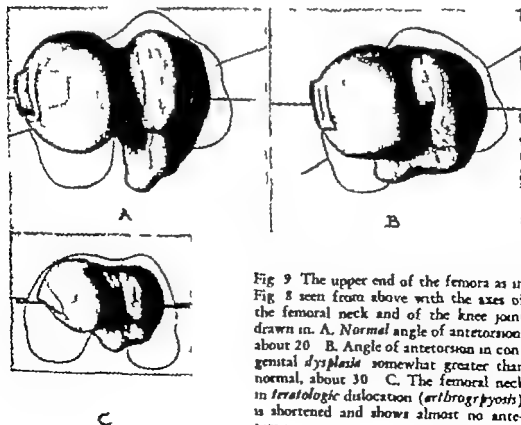 A
B
C
Fig 9 The upper end of the femora as in
Fig 8 seen from above with the axes of
the femoral neck and of the knee joint
drawn in. A. Normal angle of antetorsion
about 20 B. Angle of antetorsion in con-
genital dysplasia somewhat greater than
normal, about 30 C. The femoral neck
in teratologic dislocation (arthrogrpyosis)
is shortened and shows almost no ante-